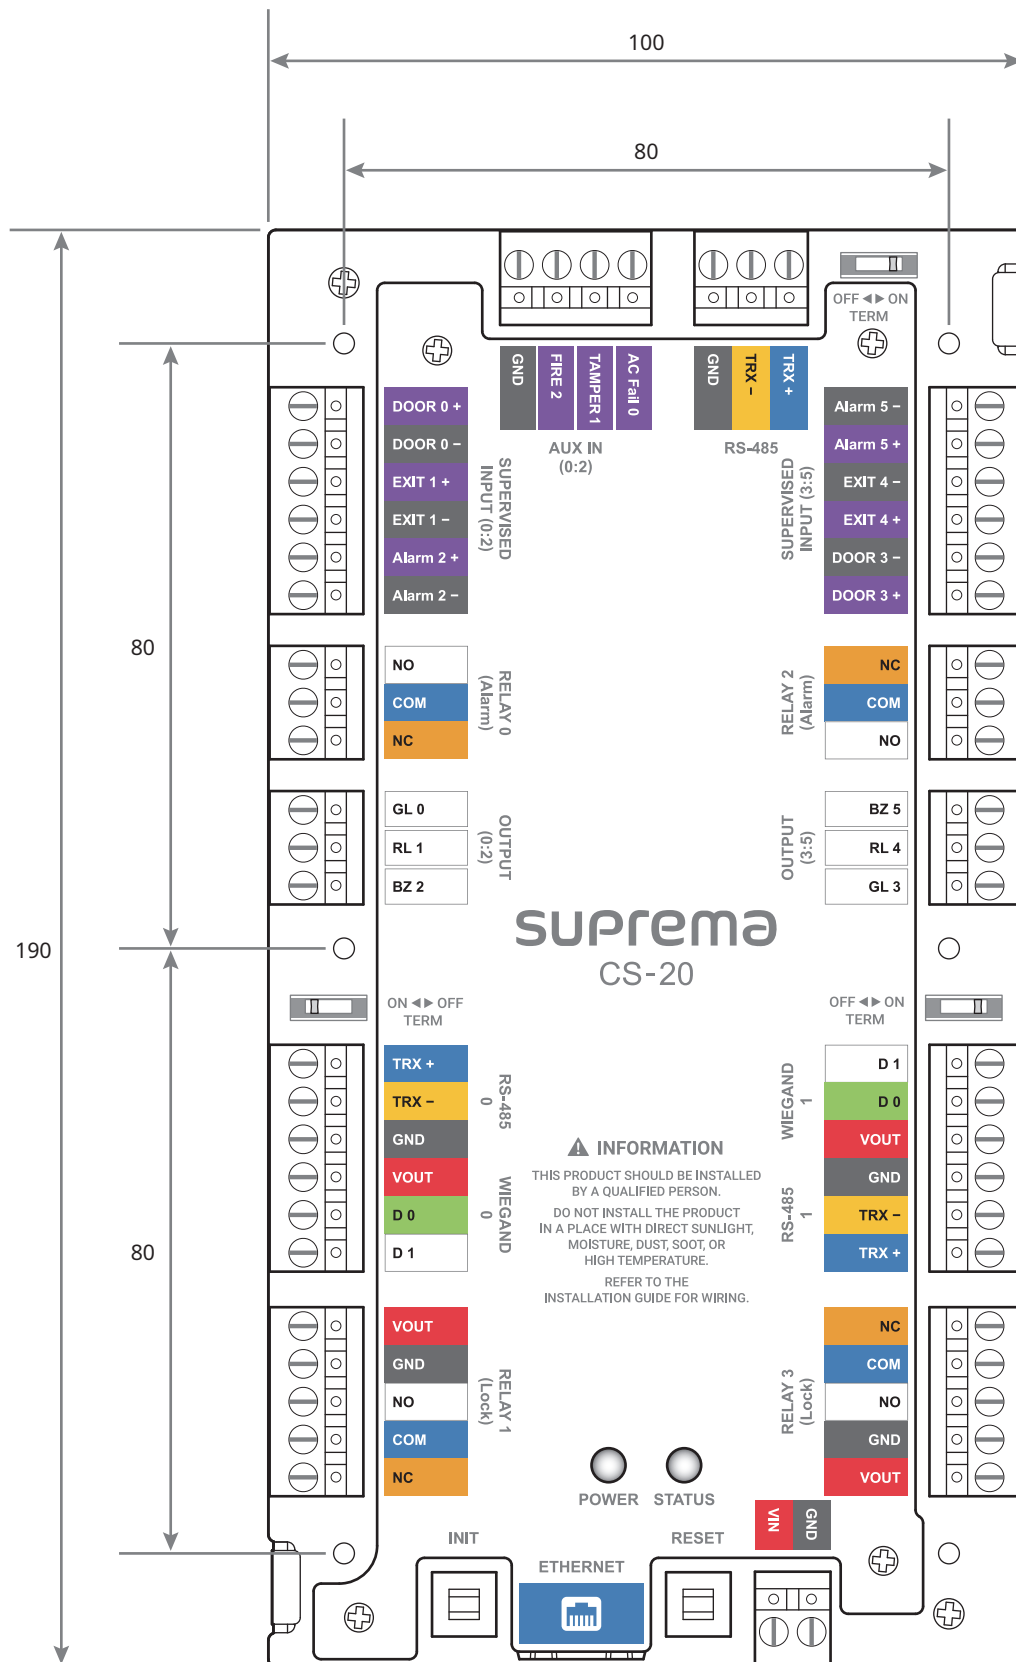 100
80
OFF ◀▶ ON
TERM
GND
FIRE 2
TAMPER1
AC Fail 0
AUX IN
(0:2)
GND
TRX −
TRX +
RS-485
DOOR 0 +
DOOR 0 −
EXIT 1 +
EXIT 1 −
Alarm 2 +
Alarm 2 −
SUPERVISED
INPUT (0:2)
Alarm 5 −
Alarm 5 +
EXIT 4 −
EXIT 4 +
DOOR 3 −
DOOR 3 +
SUPERVISED
INPUT (3:5)
80
NO
COM
NC
RELAY 0
(Alarm)
RELAY 2
(Alarm)
NC
COM
NO
GL 0
RL 1
BZ 2
OUTPUT
(0:2)
OUTPUT
(3:5)
BZ 5
RL 4
GL 3
suprema
CS-20
190
ON ◀▶ OFF
TERM
OFF ◀▶ ON
TERM
TRX +
TRX −
GND
VOUT
D 0
D 1
RS-485
0
WIEGAND
0
WIEGAND
1
RS-485
1
D 1
D 0
VOUT
GND
TRX −
TRX +
INFORMATION
THIS PRODUCT SHOULD BE INSTALLED
BY A QUALIFIED PERSON.
DO NOT INSTALL THE PRODUCT
IN A PLACE WITH DIRECT SUNLIGHT,
MOISTURE, DUST, SOOT, OR
HIGH TEMPERATURE.
REFER TO THE
INSTALLATION GUIDE FOR WIRING.
80
VOUT
GND
NO
COM
NC
RELAY 1
(Lock)
RELAY 3
(Lock)
NC
COM
NO
GND
VOUT
POWER
STATUS
VIN
GND
INIT
ETHERNET
RESET